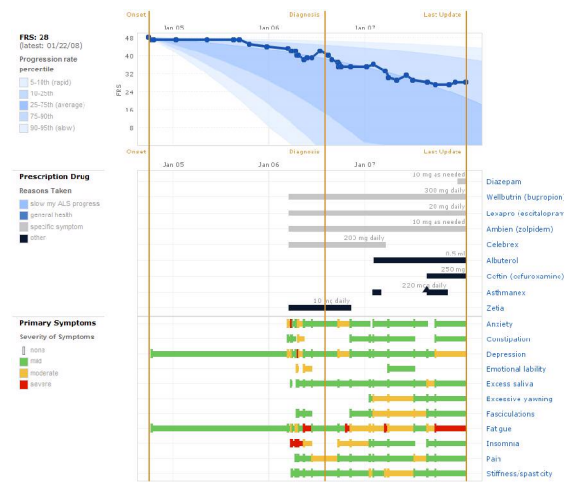 Onset Diagnosis Last Update
Jan 05 Jan 06 Jan 07
FRS: 28
(latest: 01/22/08)
Progression rate
percentile
5-10th (rapid)
10-25th
25-75th (average)
75-90th
90-95th (slow)
48
40
32
24
16
8
FRS
Onset Diagnosis Last Update
Jan 05 Jan 06 Jan 07
Prescription Drug
Reasons Taken
slow my ALS progress
general health
specific symptom
other
10 mg as needed
Diazepam
300 mg daily
Wellbutrin (bupropion)
20 mg daily
Lexapro (escitalopram
10 mg as needed
Ambien (zolpidem)
200 mg daily
Celebrex
0.5 ml
Albuterol
250 mg
Ceftin (cefuroxamine)
220 mcg daily
Asthmanex
10 mg daily
Zetia
Primary Symptoms
Severity of Symptoms
none
mild
moderate
severe
Anxiety
Constipation
Depression
Emotional lability
Excess saliva
Excessive yawning
Fasciculations
Fatigue
Insomnia
Pain
Stiffness/spasticity